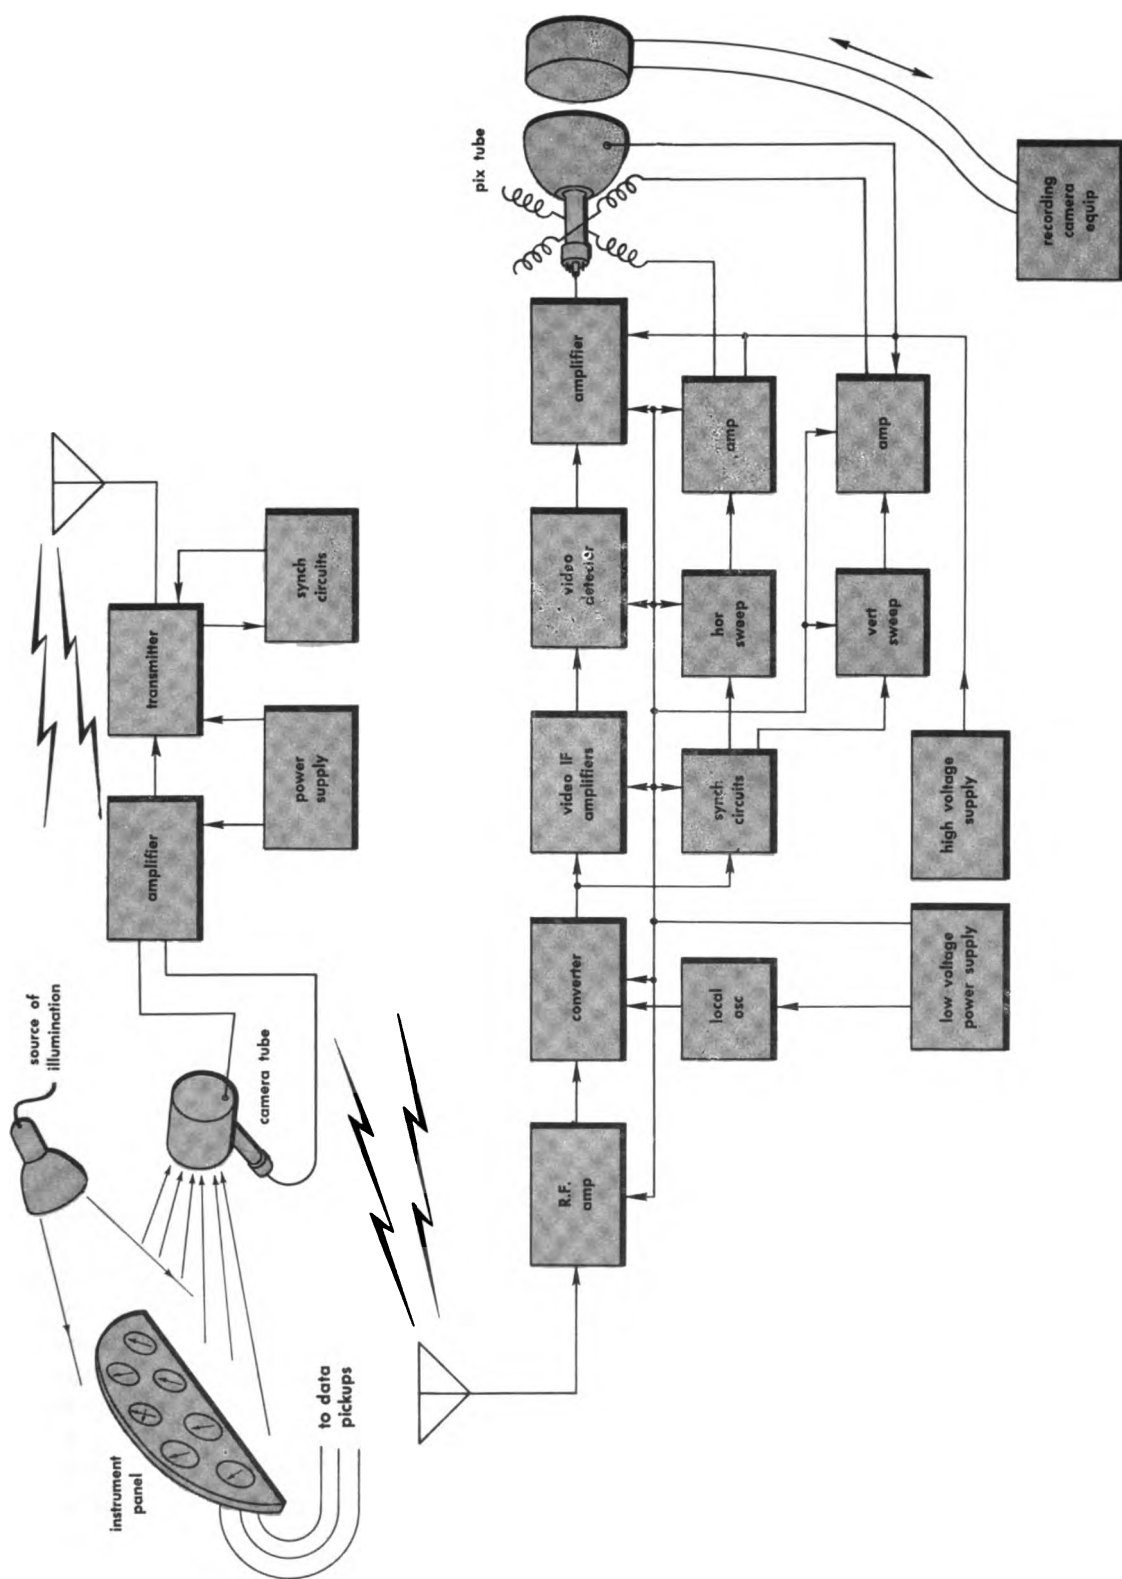 source of
illumination
instrument
panel
to data
pickups
camera tube
amplifier
transmitter
power
supply
synch
circuits
R.F.
amp
converter
video IF
amplifiers
video
detector
amplifier
pix tube
local
osc
synch
circuits
hor
sweep
amp
vert
sweep
amp
low voltage
power supply
high voltage
supply
recording
camera
equip